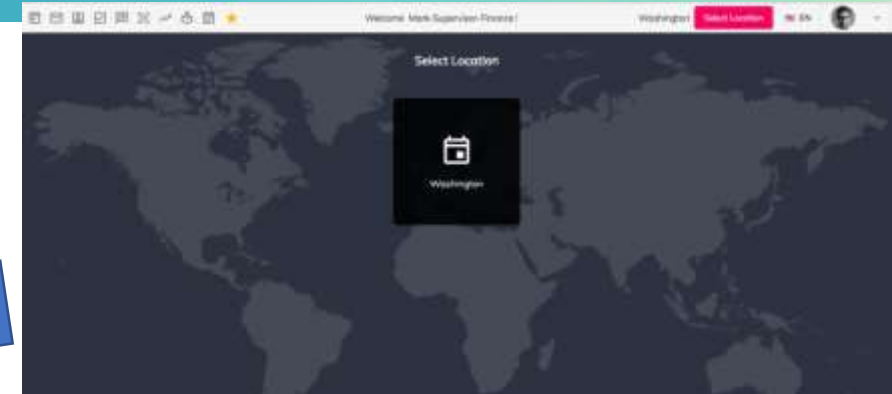 Welcome Mark-Supervisor-Finance!
Washington
Select Location
EN
Select Location
Washington